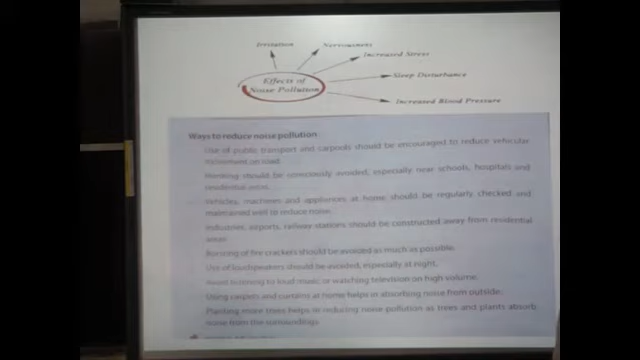 Irritation
Nervousness
Increased Stress
Sleep Disturbance
Effects of
Noise Pollution
Increased Blood Pressure
Ways to reduce noise pollution
Use of public transport and carpools should be encouraged to reduce vehicular
movement on road.
Honking should be consciously avoided, especially near schools, hospitals and
residential areas.
Vehicles, machines and appliances at home should be regularly checked and
maintained well to reduce noise.
Industries, airports, railway stations should be constructed away from residential
areas.
Bursting of fire crackers should be avoided as much as possible.
Use of loudspeakers should be avoided, especially at night.
Avoid listening to loud music or watching television on high volume.
Using carpets and curtains at home helps in absorbing noise from outside.
Planting more trees helps in reducing noise pollution as trees and plants absorb
noise from the surroundings.